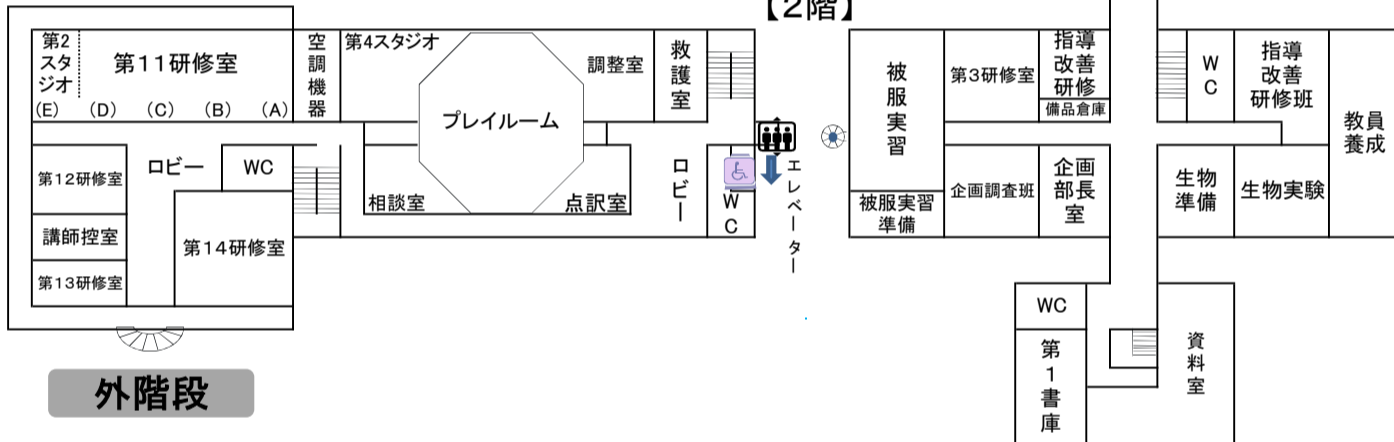 【2階】
第2
スタ
ジオ
第11研修室
(E) (D) (C) (B) (A)
空調機器
第4スタジオ
プレイルーム
調整室
救護室
ロビー
WC
第12研修室
講師控室
第13研修室
第14研修室
相談室
点訳室
ロビー
WC
エレベーター
外階段
被服実習
被服実習
準備
第3研修室
指導
改善
研修
備品倉庫
企画調査班
企画
部長
室
WC
指導
改善
研修班
教員
養成
生物
準備
生物実験
WC
第1書庫
資料室